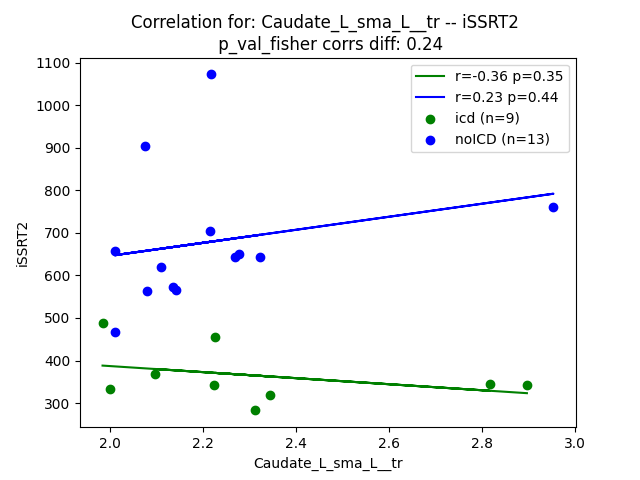 Correlation for: Caudate_L_sma_L__tr -- iSSRT2
p_val_fisher corrs diff: 0.24
r=-0.36 p=0.35
r=0.23 p=0.44
icd (n=9)
noICD (n=13)
iSSRT2
1100
1000
900
800
700
600
500
400
300
2.0 2.2 2.4 2.6 2.8 3.0
Caudate_L_sma_L__tr